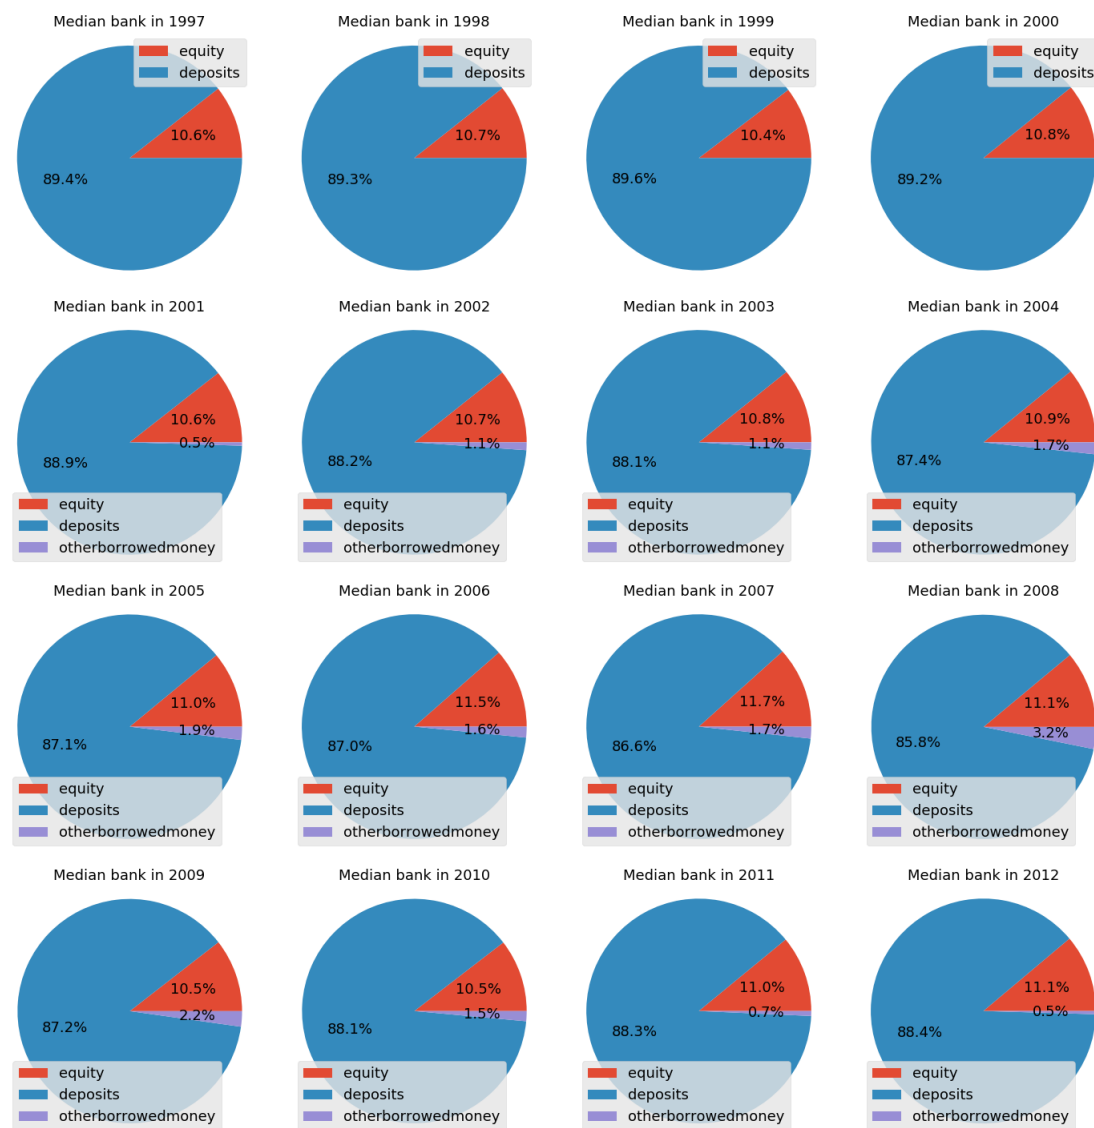 Median bank in 1997
equity
deposits
10.6%
89.4%
Median bank in 1998
equity
deposits
10.7%
89.3%
Median bank in 1999
equity
deposits
10.4%
89.6%
Median bank in 2000
equity
deposits
10.8%
89.2%
Median bank in 2001
10.6%
0.5%
88.9%
equity
deposits
otherborrowedmoney
Median bank in 2002
10.7%
1.1%
88.2%
equity
deposits
otherborrowedmoney
Median bank in 2003
10.8%
1.1%
88.1%
equity
deposits
otherborrowedmoney
Median bank in 2004
10.9%
1.7%
87.4%
equity
deposits
otherborrowedmoney
Median bank in 2005
11.0%
1.9%
87.1%
equity
deposits
otherborrowedmoney
Median bank in 2006
11.5%
1.6%
87.0%
equity
deposits
otherborrowedmoney
Median bank in 2007
11.7%
1.7%
86.6%
equity
deposits
otherborrowedmoney
Median bank in 2008
11.1%
3.2%
85.8%
equity
deposits
otherborrowedmoney
Median bank in 2009
10.5%
2.2%
87.2%
equity
deposits
otherborrowedmoney
Median bank in 2010
10.5%
1.5%
88.1%
equity
deposits
otherborrowedmoney
Median bank in 2011
11.0%
0.7%
88.3%
equity
deposits
otherborrowedmoney
Median bank in 2012
11.1%
0.5%
88.4%
equity
deposits
otherborrowedmoney